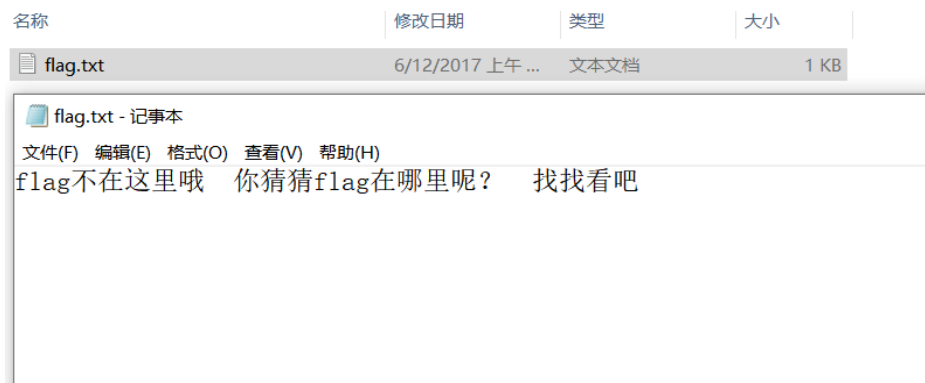 名称 修改日期 类型 大小
flag.txt 6/12/2017 上午 ... 文本文档 1 KB
flag.txt - 记事本
文件(F) 编辑(E) 格式(O) 查看(V) 帮助(H)
flag不在这里哦 你猜猜flag在哪里呢？ 找找看吧